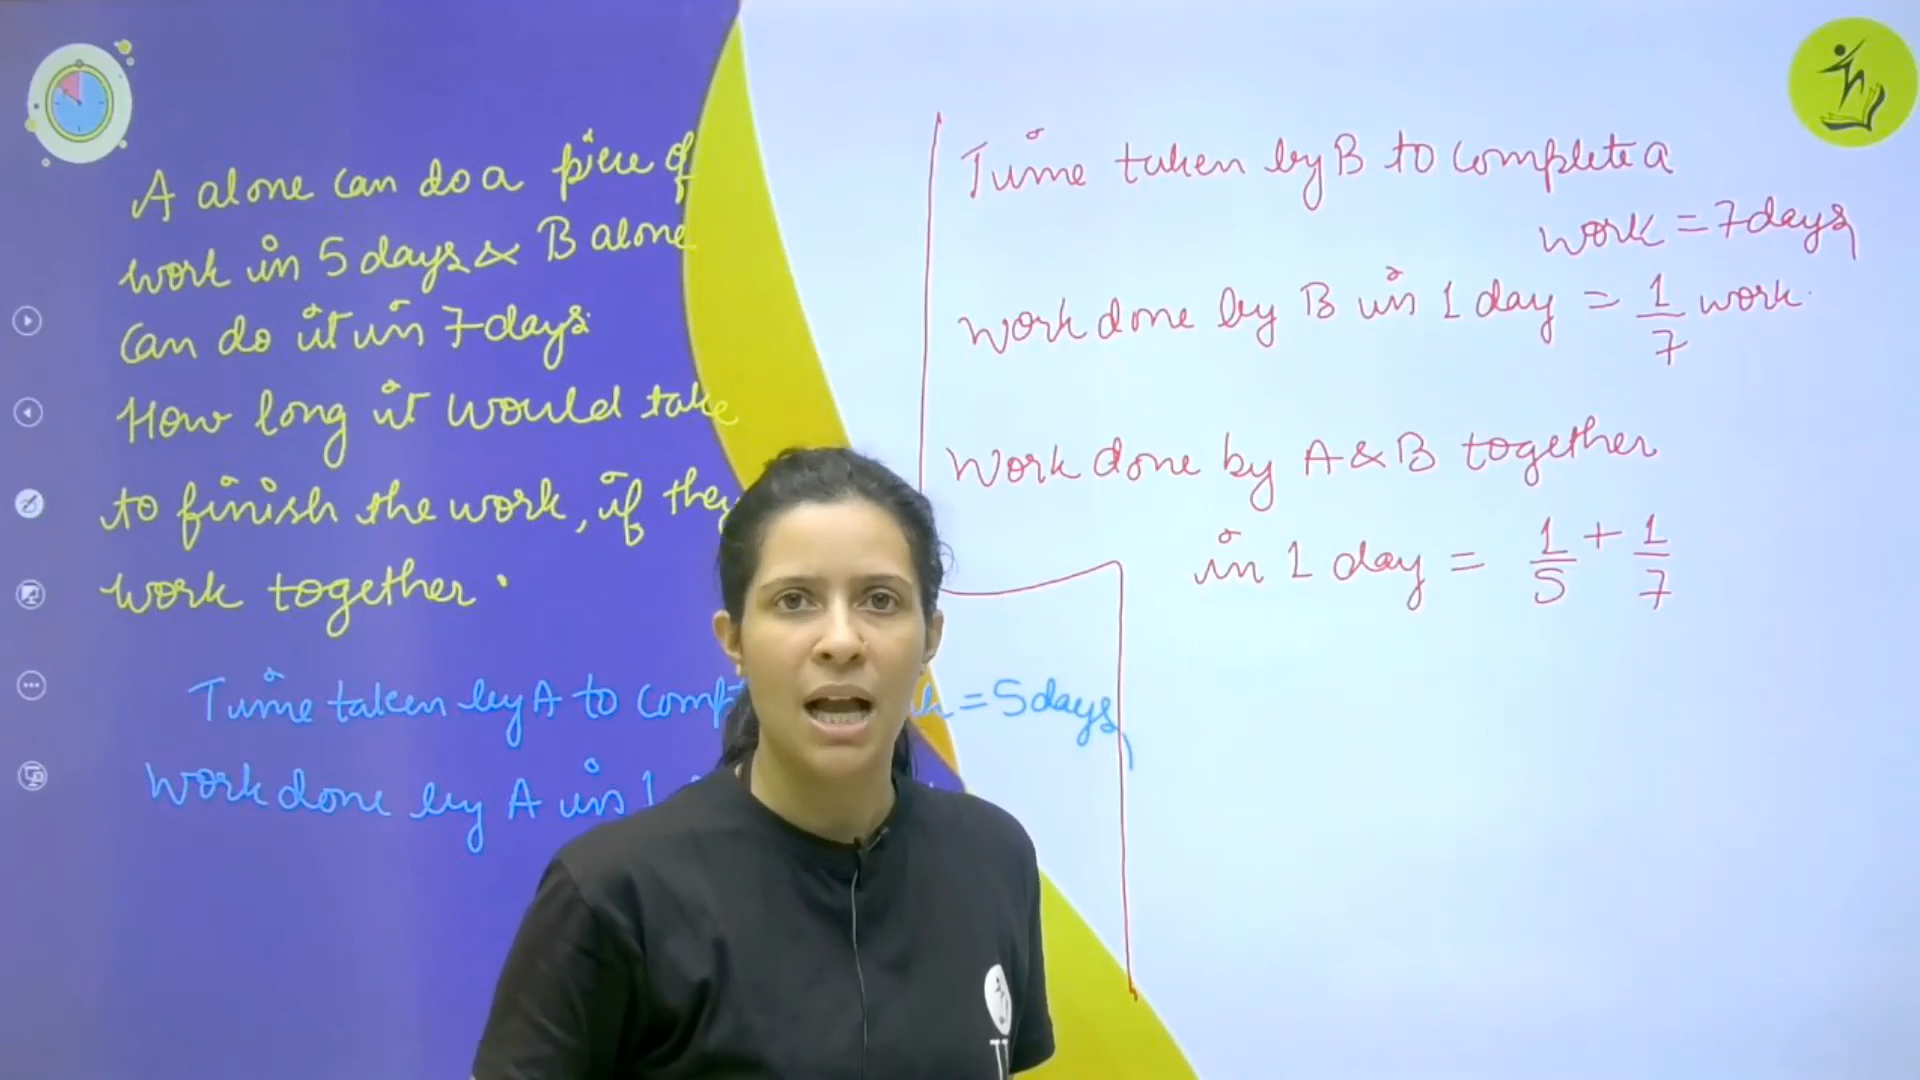 A alone can do a piece of
work in 5 days & B alone
can do it in 7 days.
How long it would take
to finish the work, if they
work together.
Time taken by A to = 5 days
Work done by A in 1
Time taken by B to complete a
work = 7 days
Work done by B in 1 day = 1/7 work.
Work done by A & B together
in 1 day = 1/5 + 1/7